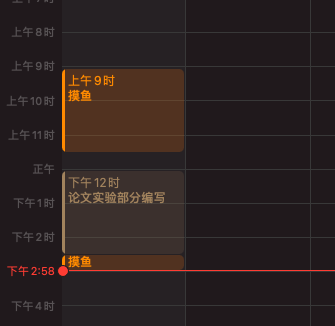 上午8时
上午9时
上午9时
摸鱼
上午10时
上午11时
正午
下午12时
论文实验部分编写
下午1时
下午2时
摸鱼
下午2:58
下午4时